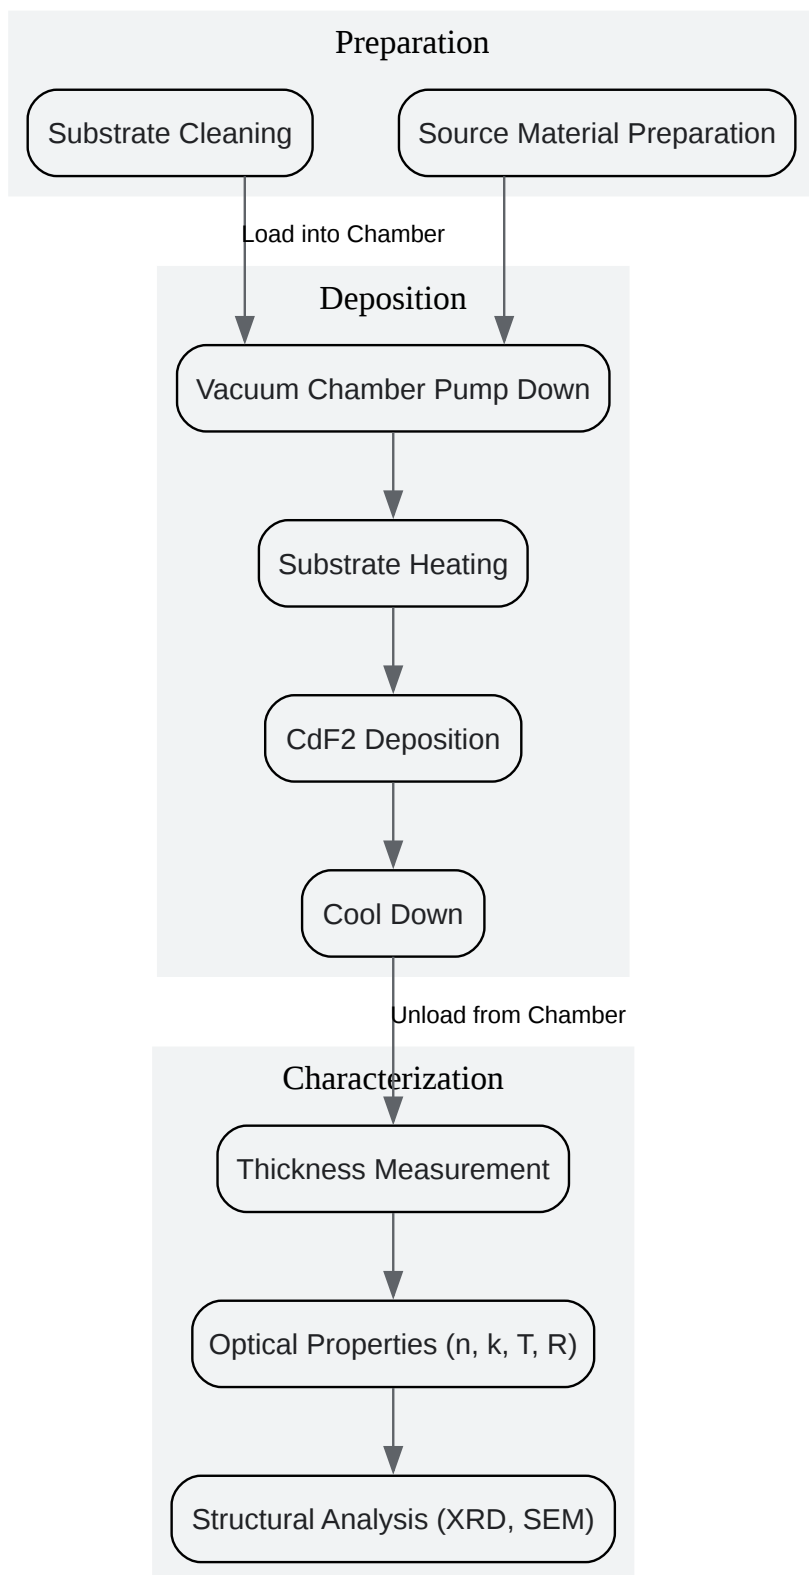 Preparation
Substrate Cleaning
Source Material Preparation
Load into Chamber
Deposition
Vacuum Chamber Pump Down
Substrate Heating
CdF2 Deposition
Cool Down
Unload from Chamber
Characterization
Thickness Measurement
Optical Properties (n, k, T, R)
Structural Analysis (XRD, SEM)